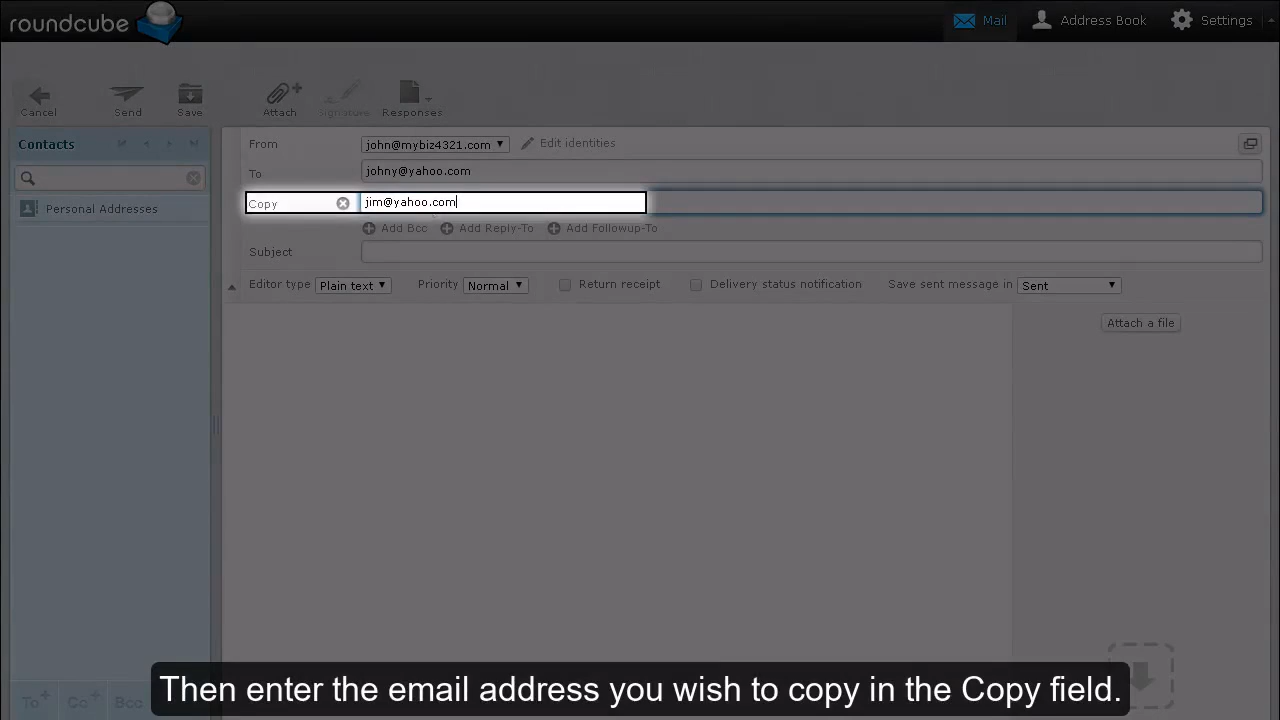 roundcube
Mail Address Book Settings
Cancel Send Save Attach Signature Responses
Contacts
Personal Addresses
From john@mybiz4321.com Edit identities
To johny@yahoo.com
Copy jim@yahoo.com
Add Bcc Add Reply-To Add Followup-To
Subject
Editor type Plain text Priority Normal Return receipt Delivery status notification Save sent message in Sent
Attach a file
To Cc Bcc
Then enter the email address you wish to copy in the Copy field.